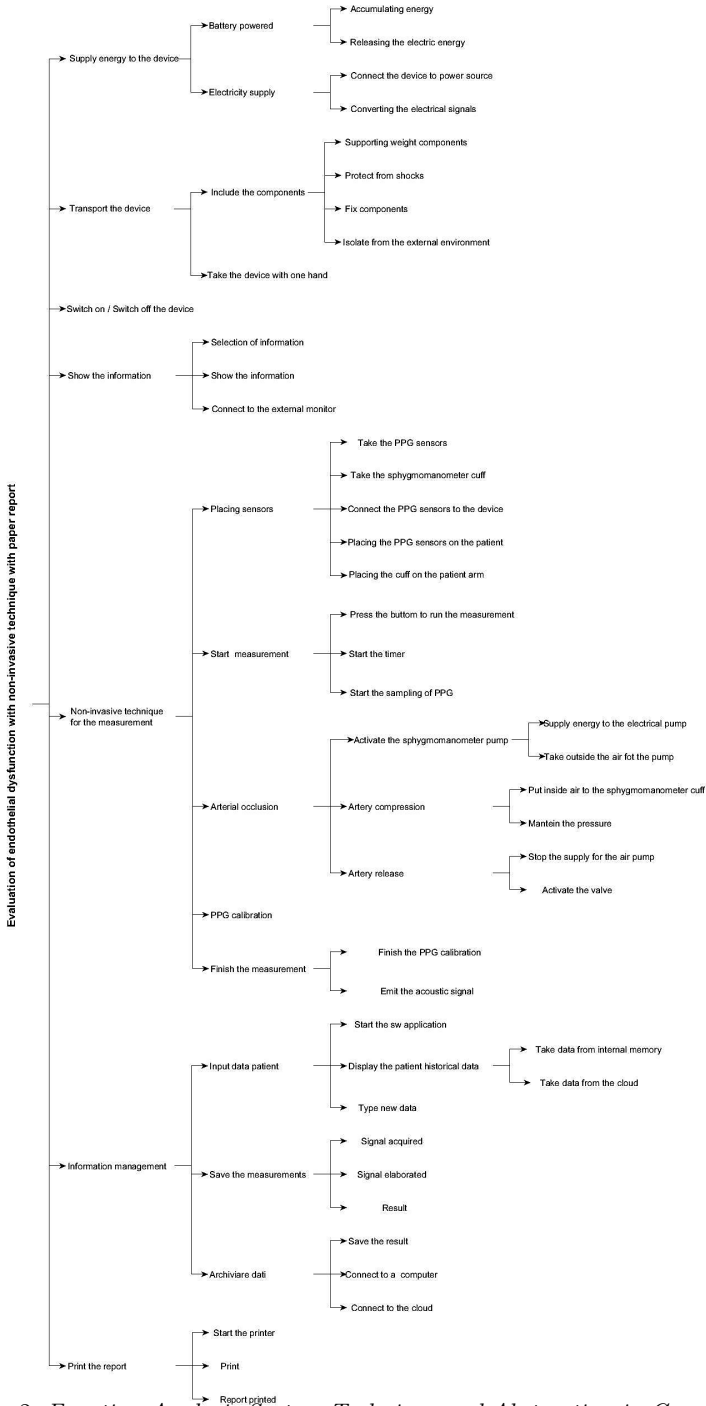 Evaluation of endothelial dysfunction with non-invasive technique with paper report
Supply energy to the device
Battery powered
Accumulating energy
Releasing the electric energy
Electricity supply
Connect the device to power source
Converting the electrical signals
Transport the device
Include the components
Supporting weight components
Protect from shocks
Fix components
Isolate from the external environment
Take the device with one hand
Switch on / Switch off the device
Show the information
Selection of information
Show the information
Connect to the external monitor
Non-invasive technique
for the measurement
Placing sensors
Take the PPG sensors
Take the sphygmomanometer cuff
Connect the PPG sensors to the device
Placing the PPG sensors on the patient
Placing the cuff on the patient arm
Start measurement
Press the buttom to run the measurement
Start the timer
Start the sampling of PPG
Arterial occlusion
Activate the sphygmomanometer pump
Supply energy to the electrical pump
Take outside the air fot the pump
Artery compression
Put inside air to the sphygmomanometer cuff
Mantein the pressure
Artery release
Stop the supply for the air pump
Activate the valve
PPG calibration
Finish the measurement
Finish the PPG calibration
Emit the acoustic signal
Information management
Input data patient
Start the sw application
Display the patient historical data
Take data from internal memory
Take data from the cloud
Type new data
Save the measurements
Signal acquired
Signal elaborated
Result
Archiviare dati
Save the result
Connect to a computer
Connect to the cloud
Print the report
Start the printer
Print
Report printed